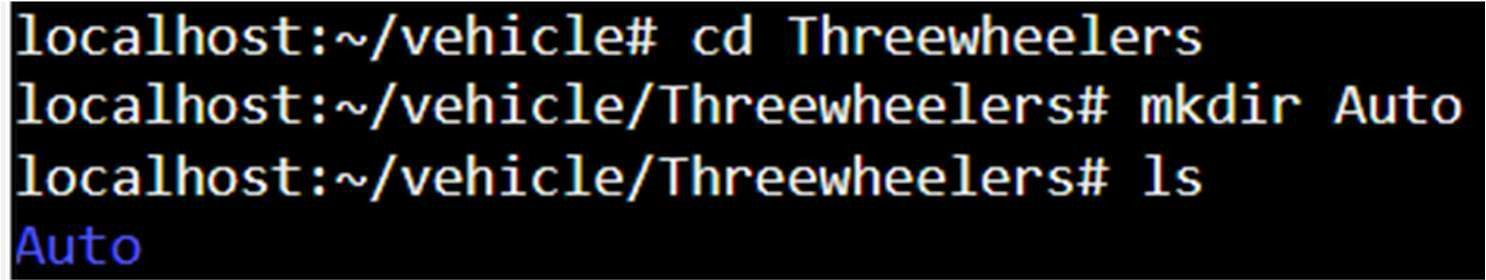 localhost:~/vehicle# cd Threewheelers
localhost:~/vehicle/Threewheelers# mkdir Auto
localhost:~/vehicle/Threewheelers# ls
Auto